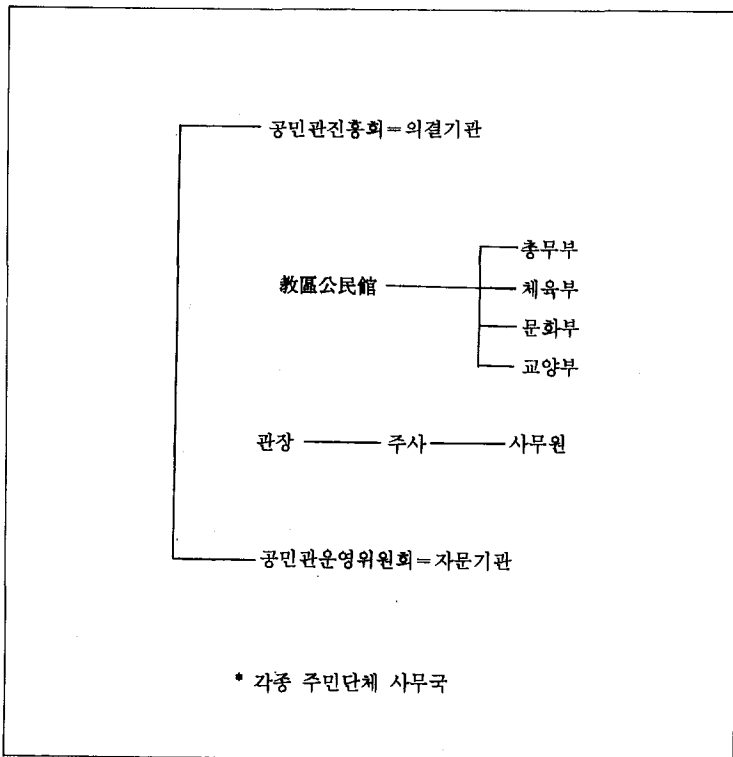 공민관진흥회=의결기관
총무부
教區公民館
체육부
문화부
교양부
관장 주사 사무원
공민관운영위원회=자문기관
* 각종 주민단체 사무국